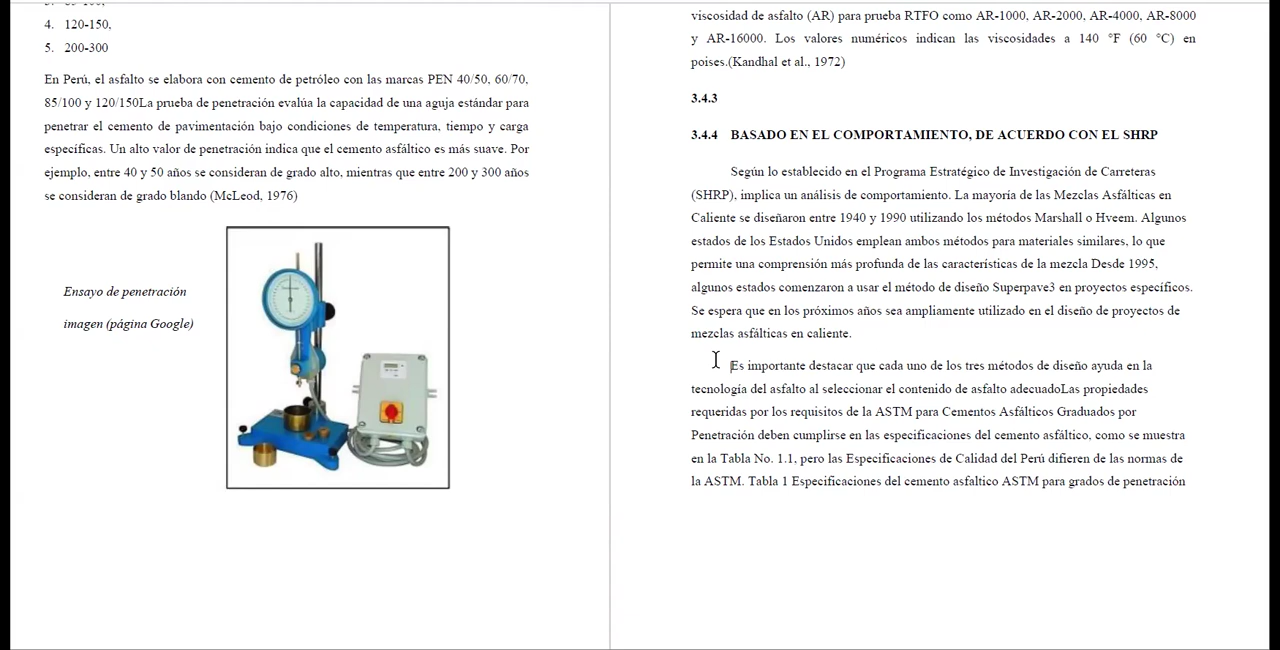 4. 120-150,
5. 200-300
En Perú, el asfalto se elabora con cemento de petróleo con las marcas PEN 40/50, 60/70,
85/100 y 120/150La prueba de penetración evalúa la capacidad de una aguja estándar para
penetrar el cemento de pavimentación bajo condiciones de temperatura, tiempo y carga
específicas. Un alto valor de penetración indica que el cemento asfáltico es más suave. Por
ejemplo, entre 40 y 50 años se consideran de grado alto, mientras que entre 200 y 300 años
se consideran de grado blando (McLeod, 1976)
Ensayo de penetración
imagen (página Google)
viscosidad de asfalto (AR) para prueba RTFO como AR-1000, AR-2000, AR-4000, AR-8000
y AR-16000. Los valores numéricos indican las viscosidades a 140 °F (60 °C) en
poises.(Kandhal et al., 1972)
3.4.3
3.4.4 BASADO EN EL COMPORTAMIENTO, DE ACUERDO CON EL SHRP
Según lo establecido en el Programa Estratégico de Investigación de Carreteras
(SHRP), implica un análisis de comportamiento. La mayoría de las Mezclas Asfálticas en
Caliente se diseñaron entre 1940 y 1990 utilizando los métodos Marshall o Hveem. Algunos
estados de los Estados Unidos emplean ambos métodos para materiales similares, lo que
permite una comprensión más profunda de las características de la mezcla Desde 1995,
algunos estados comenzaron a usar el método de diseño Superpave3 en proyectos específicos.
Se espera que en los próximos años sea ampliamente utilizado en el diseño de proyectos de
mezclas asfálticas en caliente.
Es importante destacar que cada uno de los tres métodos de diseño ayuda en la
tecnología del asfalto al seleccionar el contenido de asfalto adecuadoLas propiedades
requeridas por los requisitos de la ASTM para Cementos Asfálticos Graduados por
Penetración deben cumplirse en las especificaciones del cemento asfáltico, como se muestra
en la Tabla No. 1.1, pero las Especificaciones de Calidad del Perú difieren de las normas de
la ASTM. Tabla 1 Especificaciones del cemento asfaltico ASTM para grados de penetración